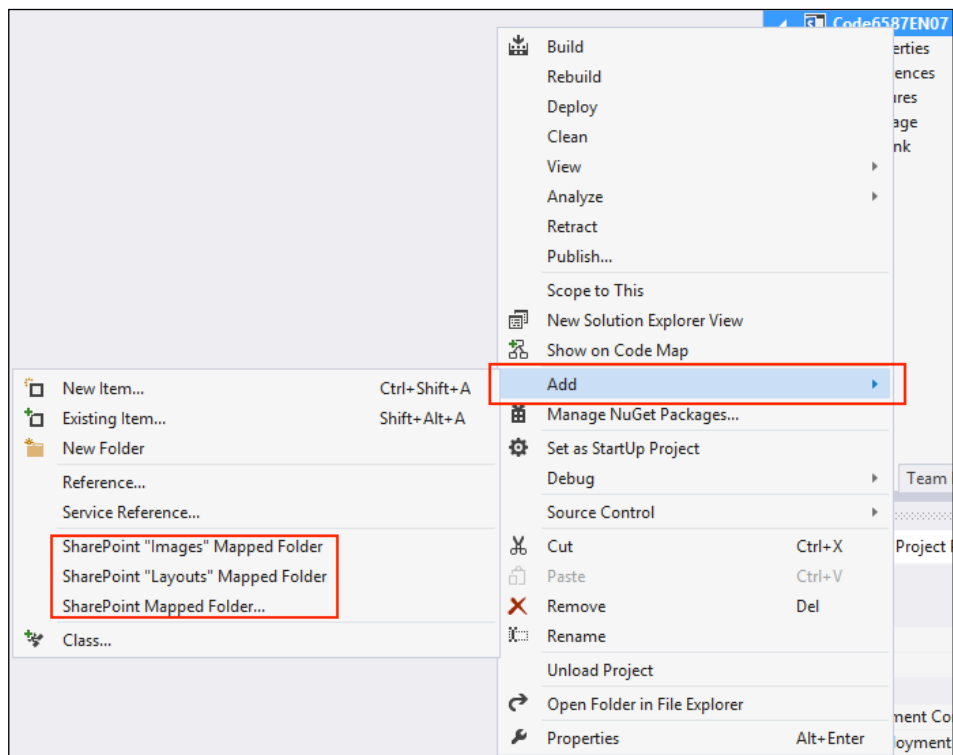 Code6587EN07
Build
erties
Rebuild
ences
Deploy
ures
Clean
age
View
nk
Analyze
Retract
Publish...
Scope to This
New Solution Explorer View
Show on Code Map
Add
Manage NuGet Packages...
Set as StartUp Project
Debug
Team
Source Control
Cut Ctrl+X
Project
Paste Ctrl+V
Remove Del
Rename
Unload Project
Open Folder in File Explorer
ment Co
Properties Alt+Enter
oyment
New Item... Ctrl+Shift+A
Existing Item... Shift+Alt+A
New Folder
Reference...
Service Reference...
SharePoint "Images" Mapped Folder
SharePoint "Layouts" Mapped Folder
SharePoint Mapped Folder...
Class...